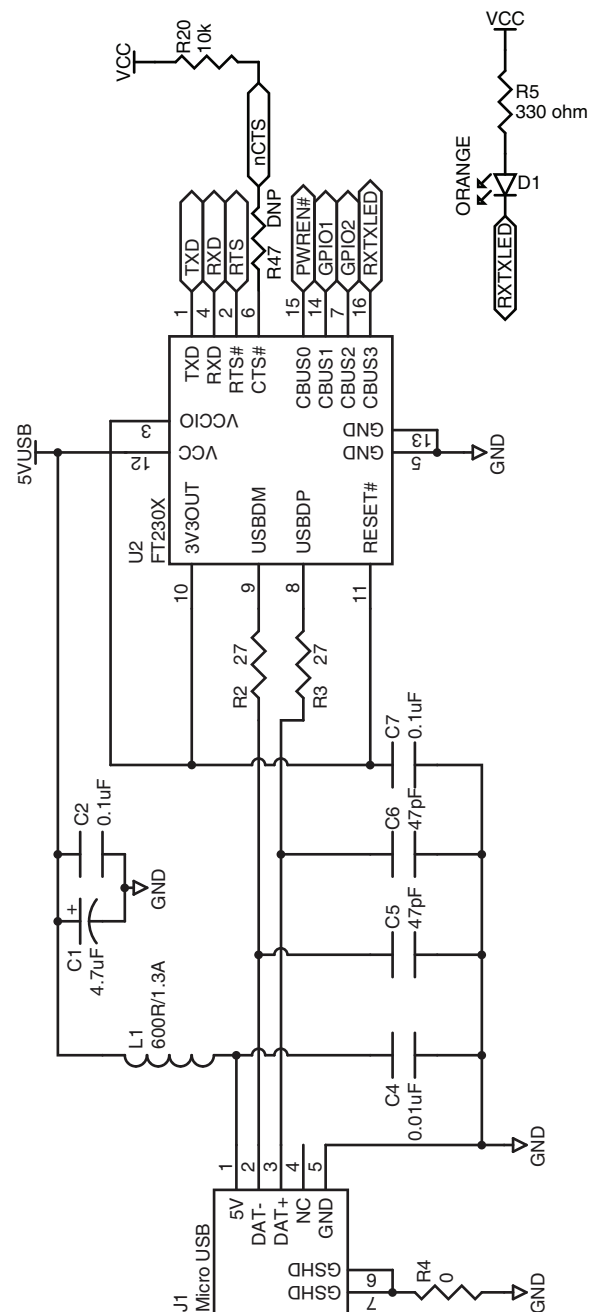 VCC
R20
10k
nCTS
R47
DNP
VCC
R5
330 ohm
ORANGE
D1
RXTXLED
TXD
RXD
RTS
PWREN#
GPIO1
GPIO2
RXTXLED
1
4
2
6
15
14
7
16
TXD
RXD
RTS#
CTS#
CBUS0
CBUS1
CBUS2
CBUS3
5VUSB
3
VCCIO
12
VCC
GND
13
GND
5
GND
U2
FT230X
3V3OUT
USBDM
USBDP
RESET#
10
9
8
11
R2
27
R3
27
C2
0.1uF
C1
+
4.7uF
GND
C7
0.1uF
C6
47pF
C5
47pF
L1
600R/1.3A
C4
0.01uF
GND
1
2
3
4
5
5V
DAT-
DAT+
NC
GND
J1
Micro USB
GSHD
6
GSHD
7
R4
0
GND